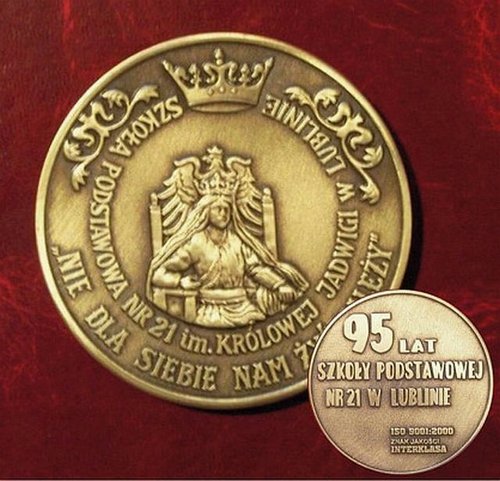 SZKOŁA PODSTAWOWA NR 21 im. KRÓLOWEJ JADWIGI W LUBLINIE
„NIE DLA SIEBIE NAM ŻY
95 LAT
SZKOŁY PODSTAWOWEJ
NR 21 W LUBLINIE
ISO 9001:2000
ZNAK JAKOŚCI
INTERKLASA